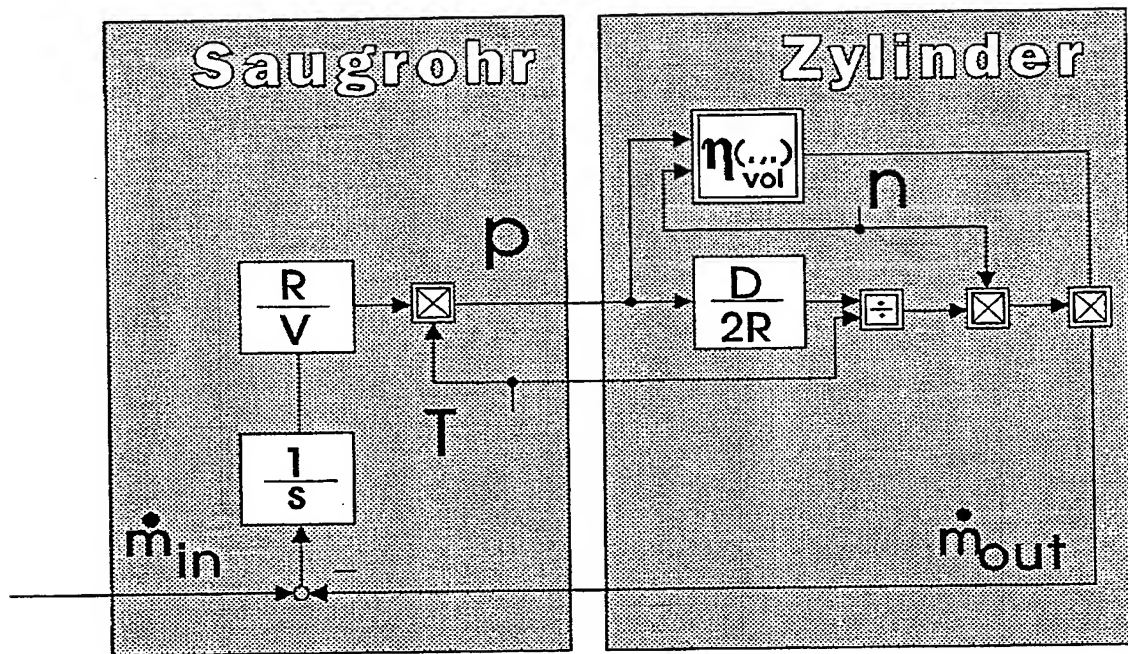 Saugrohr
Zylinder
η(.,.)
vol
n
p
R
V
D
2R
÷
T
1
s
ṁin
ṁout
−